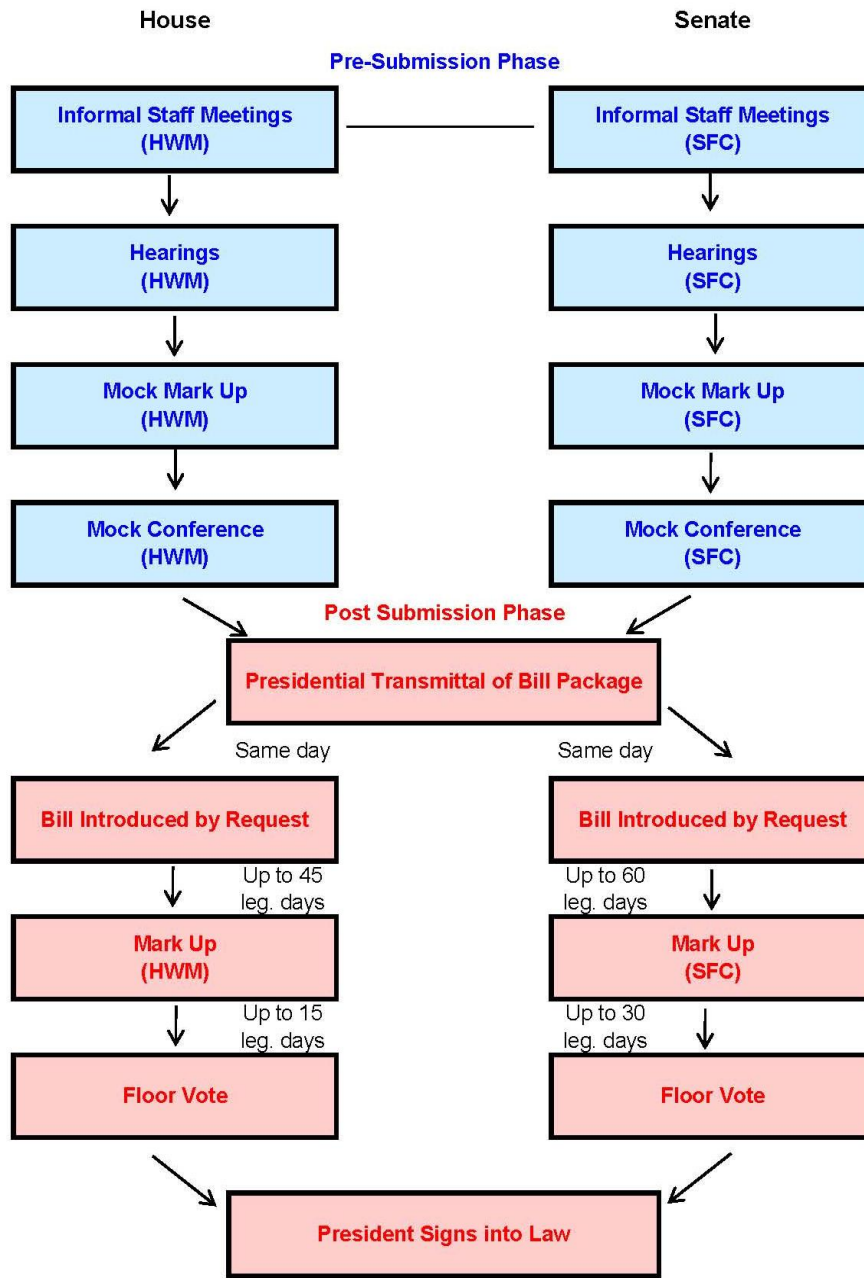 House
Senate
Pre-Submission Phase
Informal Staff Meetings
(HWM)
Informal Staff Meetings
(SFC)
Hearings
(HWM)
Hearings
(SFC)
Mock Mark Up
(HWM)
Mock Mark Up
(SFC)
Mock Conference
(HWM)
Mock Conference
(SFC)
Post Submission Phase
Presidential Transmittal of Bill Package
Same day
Same day
Bill Introduced by Request
Bill Introduced by Request
Up to 45
leg. days
Up to 60
leg. days
Mark Up
(HWM)
Mark Up
(SFC)
Up to 15
leg. days
Up to 30
leg. days
Floor Vote
Floor Vote
President Signs into Law